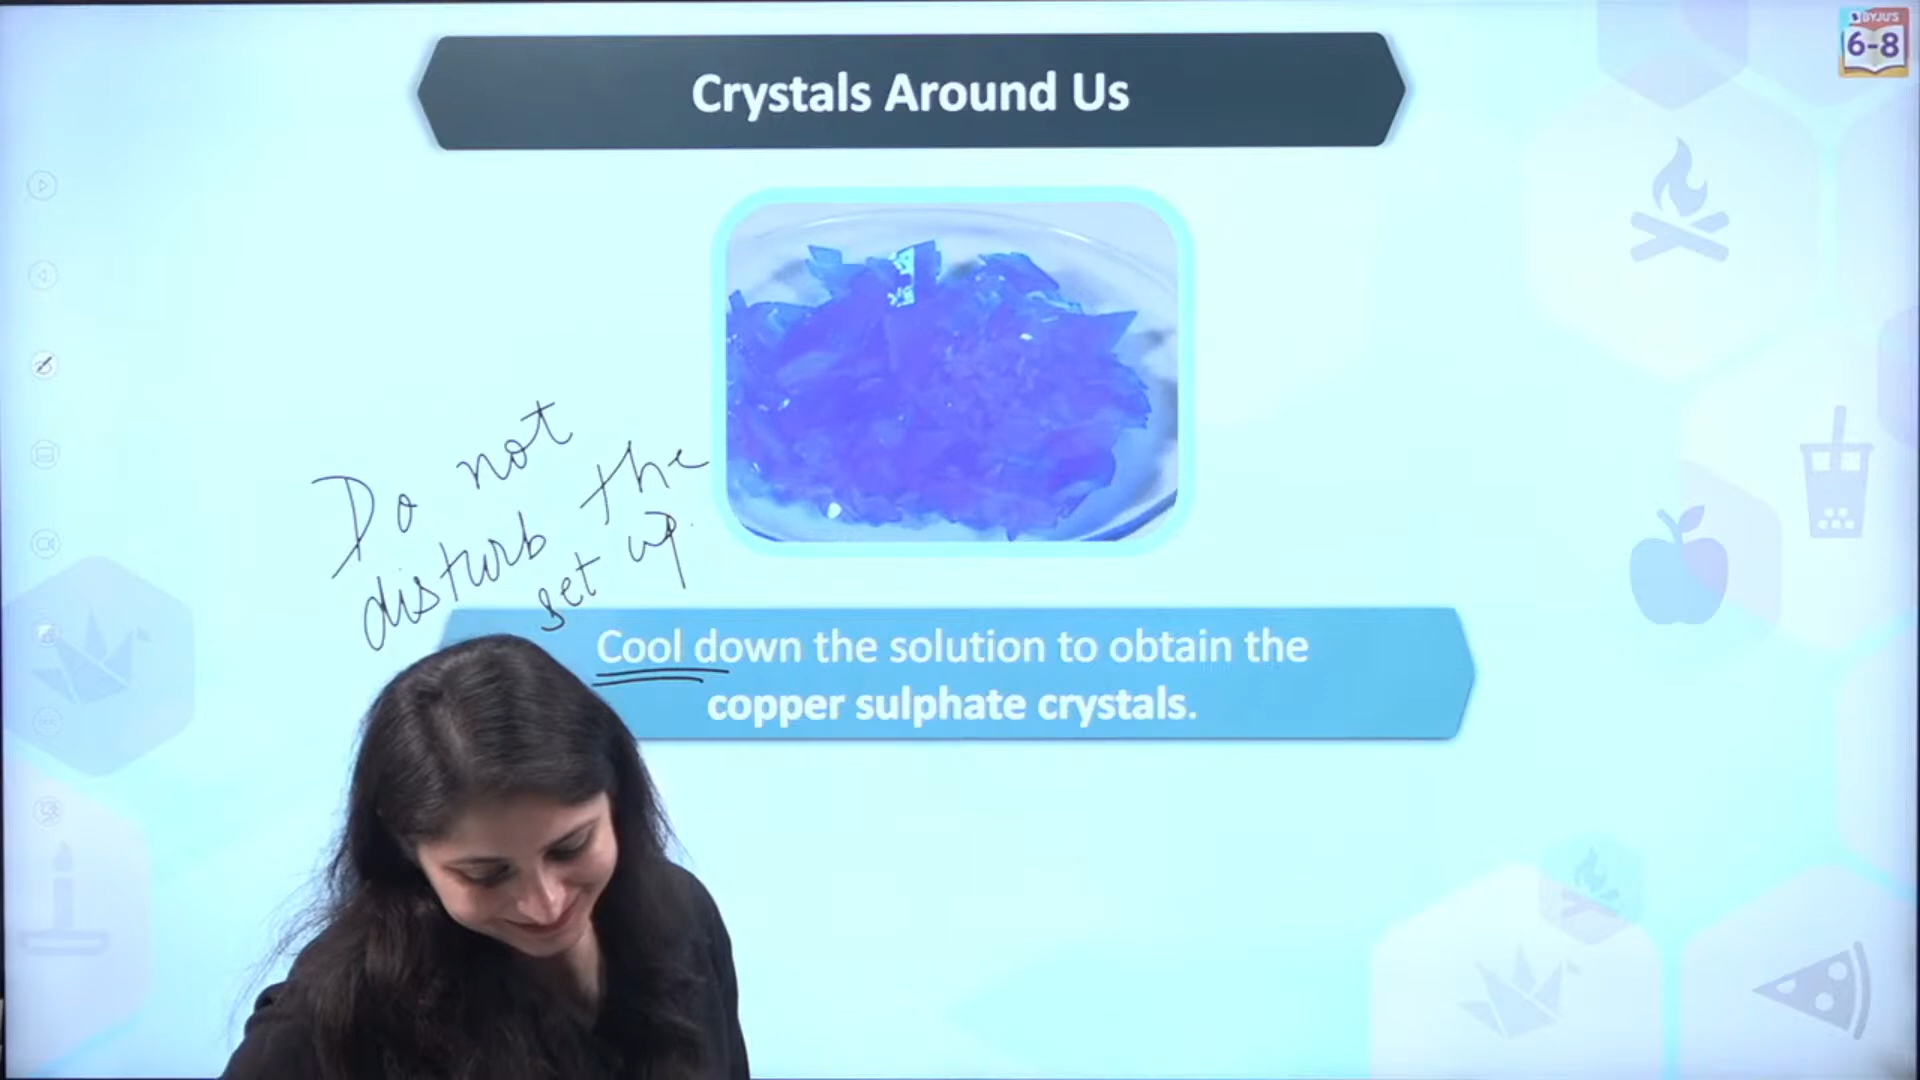 BYJU'S
6-8
Crystals Around Us
Do not
disturb the
set up.
Cool down the solution to obtain the
copper sulphate crystals.